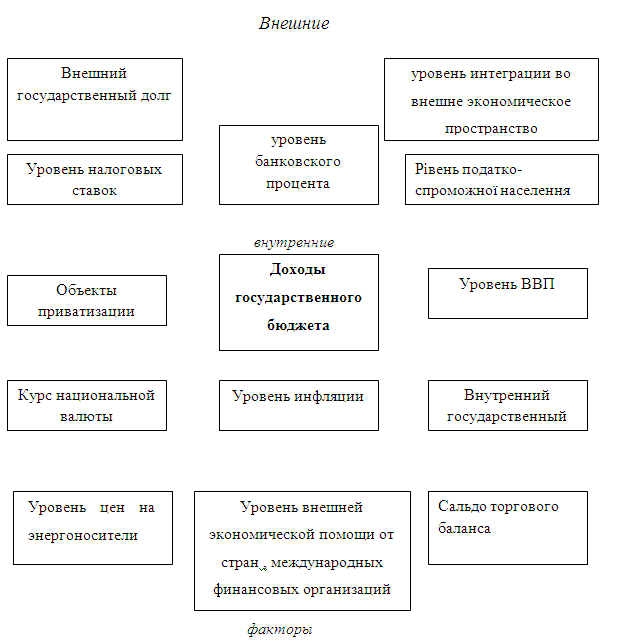 Внешние
Внешний
государственный долг
уровень интеграции во
внешне экономическое
пространство
уровень
банковского
процента
Уровень налоговых
ставок
Рівень податко-
спроможної населення
внутренние
Доходы
государственного
бюджета
Объекты
приватизации
Уровень ВВП
Курс национальной
валюты
Уровень инфляции
Внутренний
государственный
Уровень цен на
энергоносители
Уровень внешней
экономической помощи от
стран , международных
финансовых организаций
Сальдо торгового
баланса
факторы